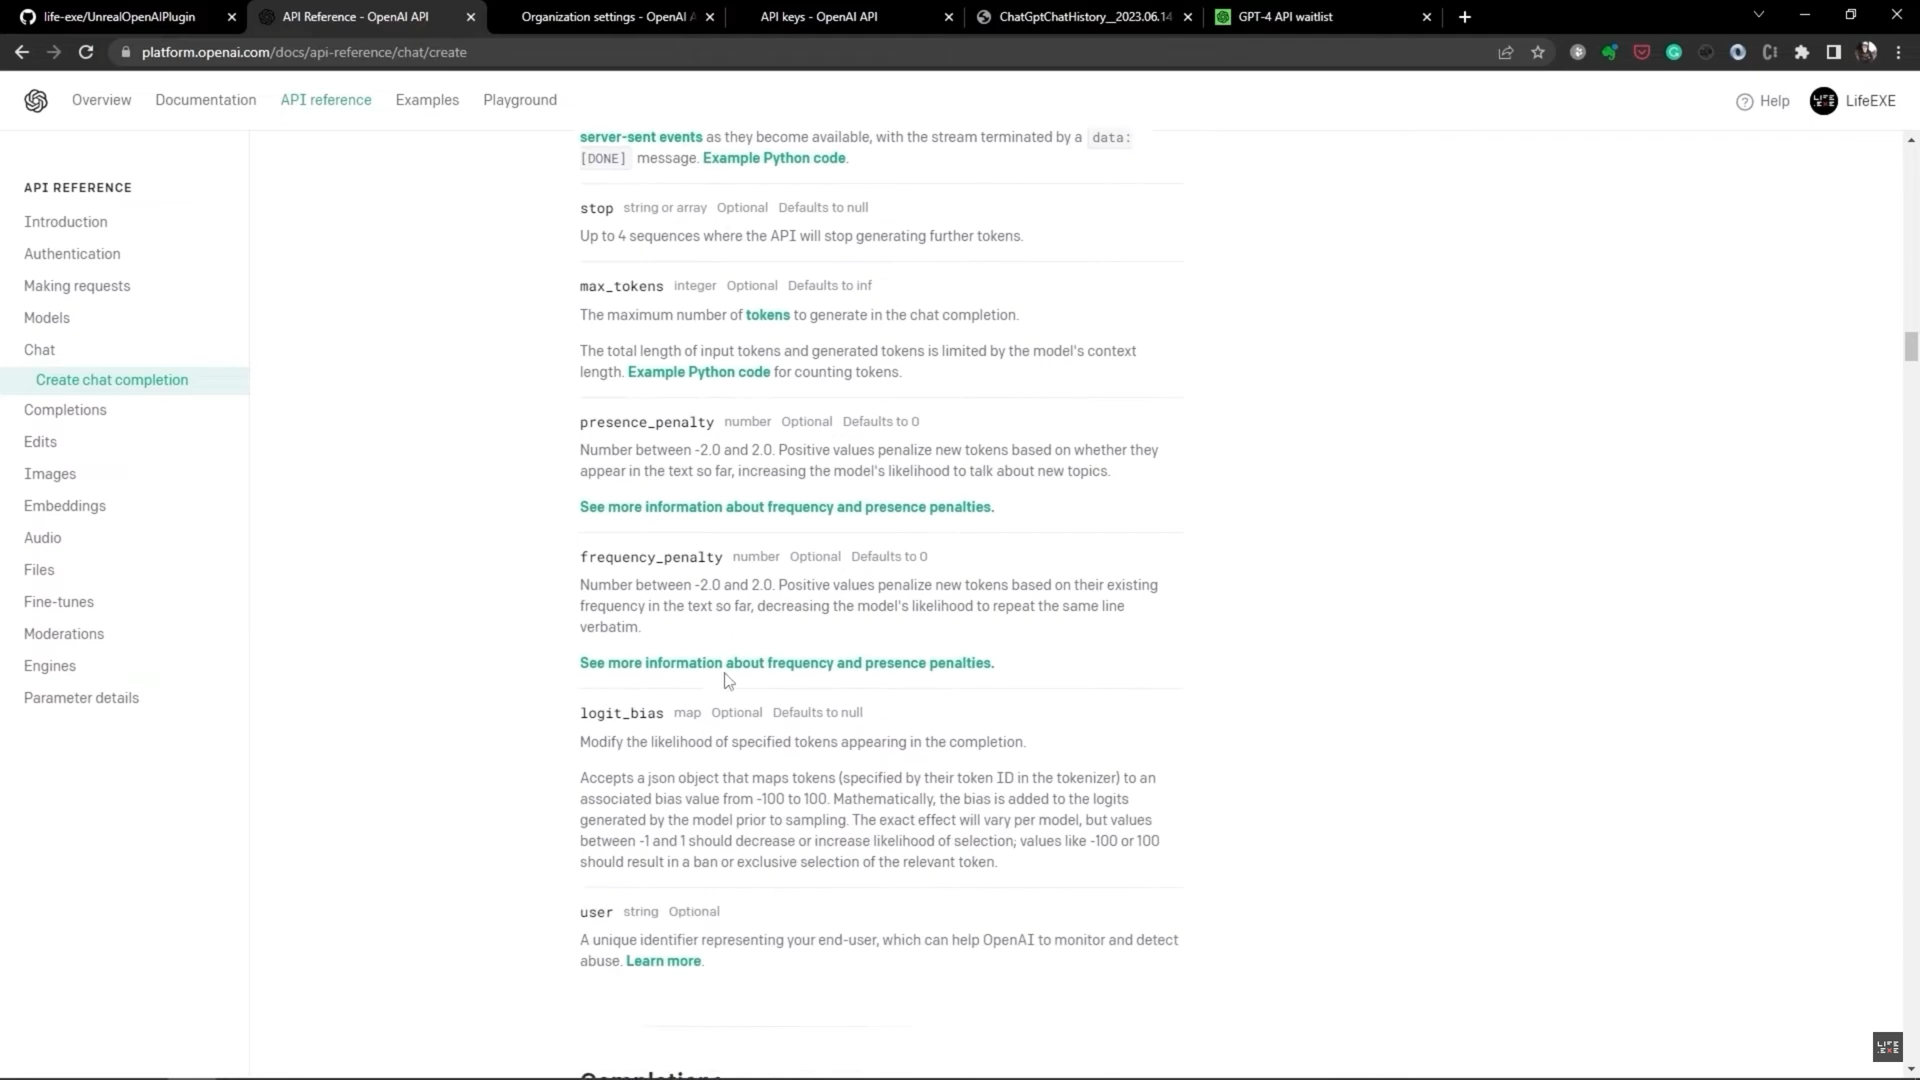 life-exe/UnrealOpenAIPlugin
API Reference - OpenAI API
Organization settings - OpenAI A
API keys - OpenAI API
ChatGptChatHistory__2023.06.14
GPT-4 API waitlist
platform.openai.com/docs/api-reference/chat/create
Overview Documentation API reference Examples Playground
Help LifeEXE
API REFERENCE
Introduction
Authentication
Making requests
Models
Chat
Create chat completion
Completions
Edits
Images
Embeddings
Audio
Files
Fine-tunes
Moderations
Engines
Parameter details
server-sent events as they become available, with the stream terminated by a data:
[DONE] message. Example Python code.
stop string or array Optional Defaults to null
Up to 4 sequences where the API will stop generating further tokens.
max_tokens integer Optional Defaults to inf
The maximum number of tokens to generate in the chat completion.
The total length of input tokens and generated tokens is limited by the model's context
length. Example Python code for counting tokens.
presence_penalty number Optional Defaults to 0
Number between -2.0 and 2.0. Positive values penalize new tokens based on whether they
appear in the text so far, increasing the model's likelihood to talk about new topics.
See more information about frequency and presence penalties.
frequency_penalty number Optional Defaults to 0
Number between -2.0 and 2.0. Positive values penalize new tokens based on their existing
frequency in the text so far, decreasing the model's likelihood to repeat the same line
verbatim.
See more information about frequency and presence penalties.
logit_bias map Optional Defaults to null
Modify the likelihood of specified tokens appearing in the completion.
Accepts a json object that maps tokens (specified by their token ID in the tokenizer) to an
associated bias value from -100 to 100. Mathematically, the bias is added to the logits
generated by the model prior to sampling. The exact effect will vary per model, but values
between -1 and 1 should decrease or increase likelihood of selection; values like -100 or 100
should result in a ban or exclusive selection of the relevant token.
user string Optional
A unique identifier representing your end-user, which can help OpenAI to monitor and detect
abuse. Learn more.
Completions
LIFE
.EXE